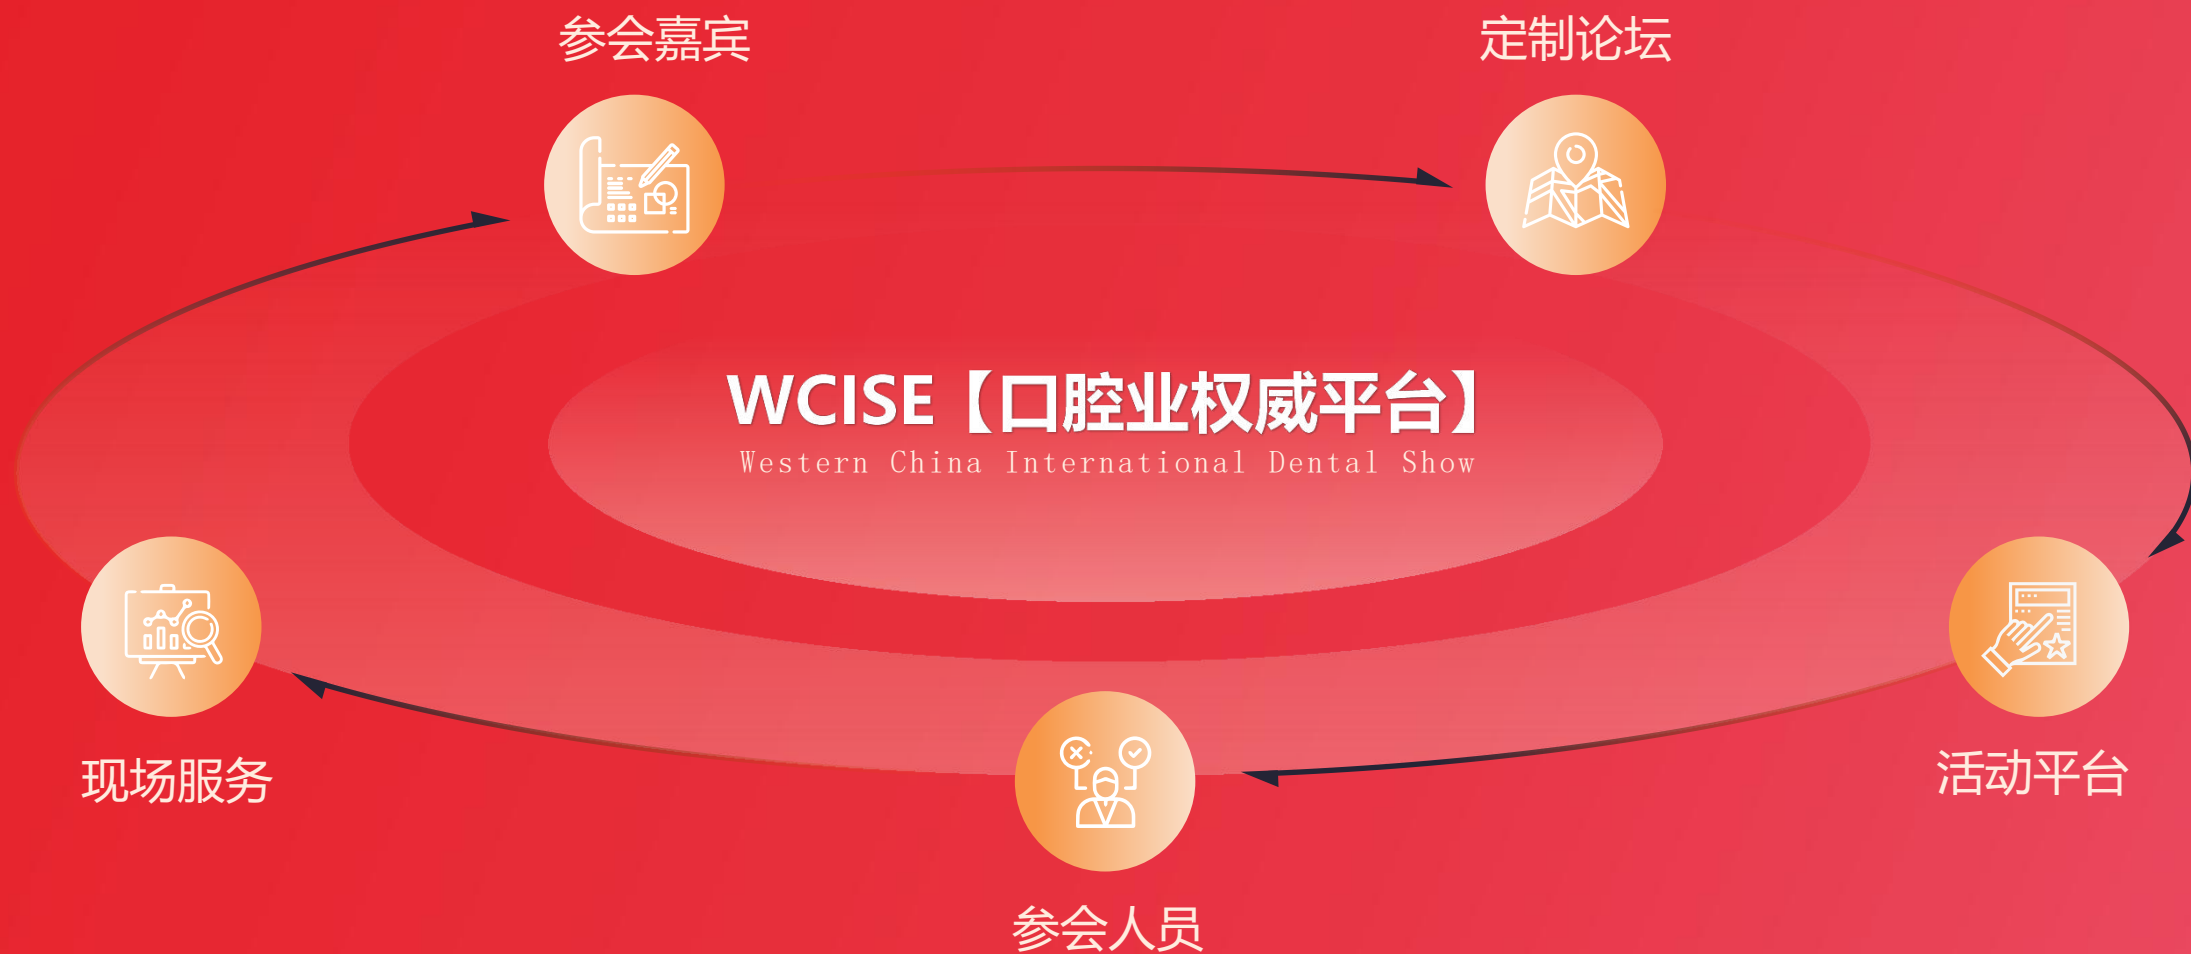 参会嘉宾
定制论坛
WCISE【口腔业权威平台】
Western China International Dental Show
现场服务
活动平台
参会人员